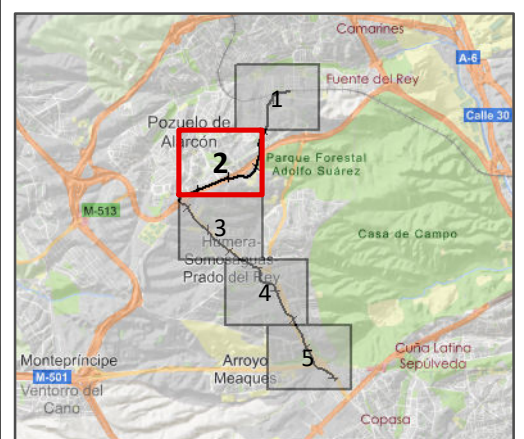 Camarines
A-6
Fuente del Rey
1
Calle 30
Pozuelo de
Alarcón
2
Parque Forestal
Adolfo Suárez
M-513
3
Casa de Campo
Húmera-
Somosaguas-
Prado del Rey
4
Cuña Latina
Sepúlveda
5
Montepríncipe
Arroyo
Meaques
M-501
Ventorro del
Cano
Copasa